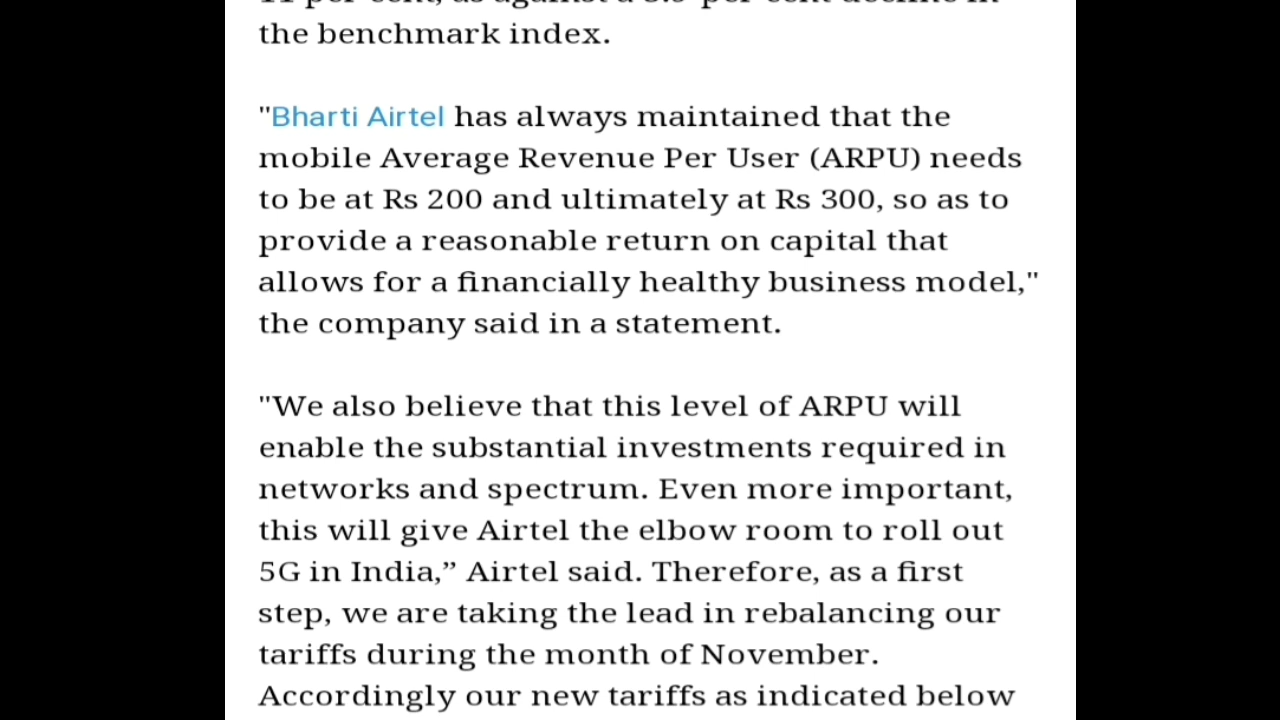 the benchmark index.
"Bharti Airtel has always maintained that the
mobile Average Revenue Per User (ARPU) needs
to be at Rs 200 and ultimately at Rs 300, so as to
provide a reasonable return on capital that
allows for a financially healthy business model,"
the company said in a statement.
"We also believe that this level of ARPU will
enable the substantial investments required in
networks and spectrum. Even more important,
this will give Airtel the elbow room to roll out
5G in India,” Airtel said. Therefore, as a first
step, we are taking the lead in rebalancing our
tariffs during the month of November.
Accordingly our new tariffs as indicated below